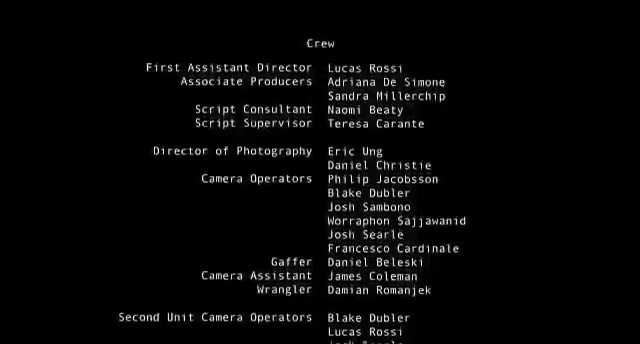 Crew
First Assistant Director Lucas Rossi
Associate Producers Adriana De Simone
Sandra Millerchip
Script Consultant Naomi Beaty
Script Supervisor Teresa Carante
Director of Photography Eric Ung
Daniel Christie
Camera Operators Philip Jacobsson
Blake Dubler
Josh Sambono
Worraphon Sajjawanid
Josh Searle
Francesco Cardinale
Gaffer Daniel Beleski
Camera Assistant James Coleman
Wrangler Damian Romanjek
Second Unit Camera Operators Blake Dubler
Lucas Rossi